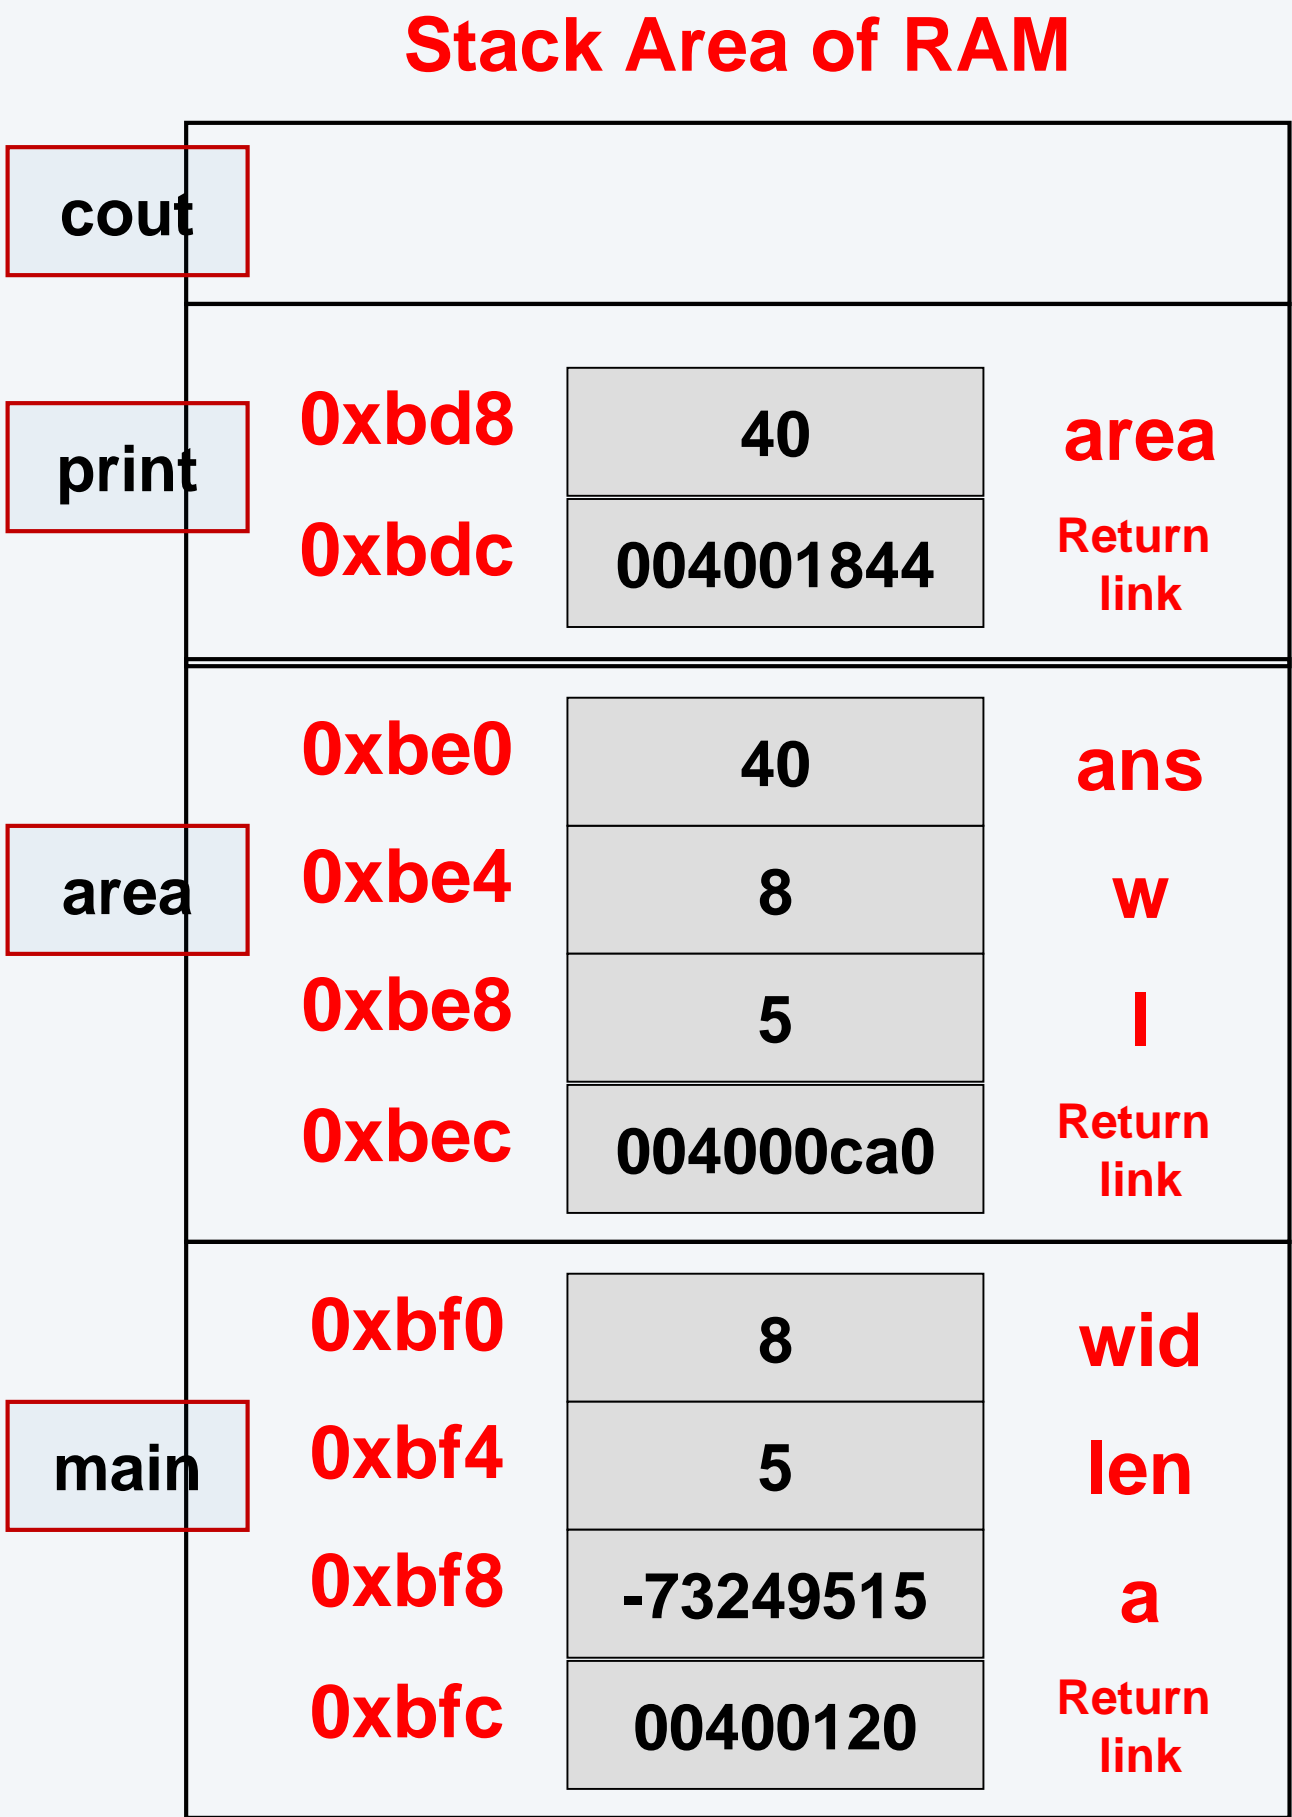 Stack Area of RAM
cout
print
0xbd8 40 area
0xbdc 004001844 Return link
area
0xbe0 40 ans
0xbe4 8 w
0xbe8 5 l
0xbec 004000ca0 Return link
main
0xbf0 8 wid
0xbf4 5 len
0xbf8 -73249515 a
0xbfc 00400120 Return link